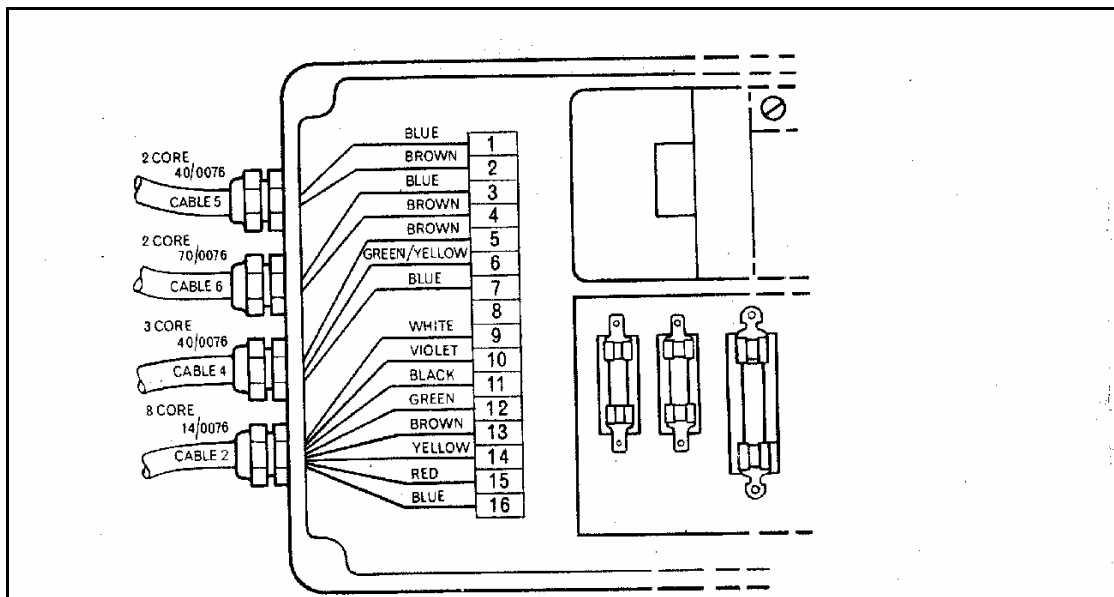 2 CORE
40/0076
CABLE 5
2 CORE
70/0076
CABLE 6
3 CORE
40/0076
CABLE 4
8 CORE
14/0076
CABLE 2
BLUE 1
BROWN 2
BLUE 3
BROWN 4
BROWN 5
GREEN/YELLOW 6
BLUE 7
8
WHITE 9
VIOLET 10
BLACK 11
GREEN 12
BROWN 13
YELLOW 14
RED 15
BLUE 16